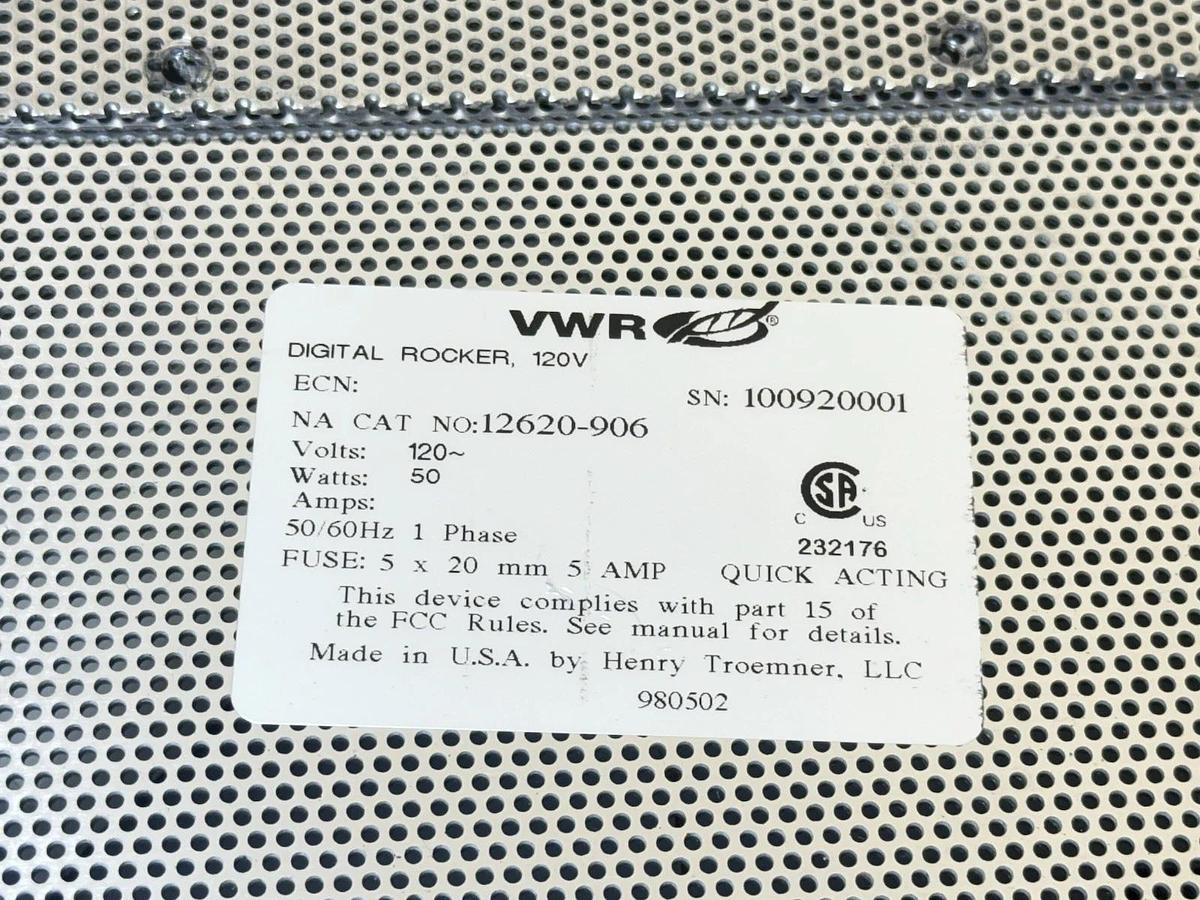 VWR®
DIGITAL ROCKER, 120V
ECN:
SN: 100920001
NA CAT NO:12620-906
Volts: 120~
Watts: 50
Amps:
50/60Hz 1 Phase
CSA
C US
232176
FUSE: 5 x 20 mm 5 AMP QUICK ACTING
This device complies with part 15 of
the FCC Rules. See manual for details.
Made in U.S.A. by Henry Troemner, LLC
980502